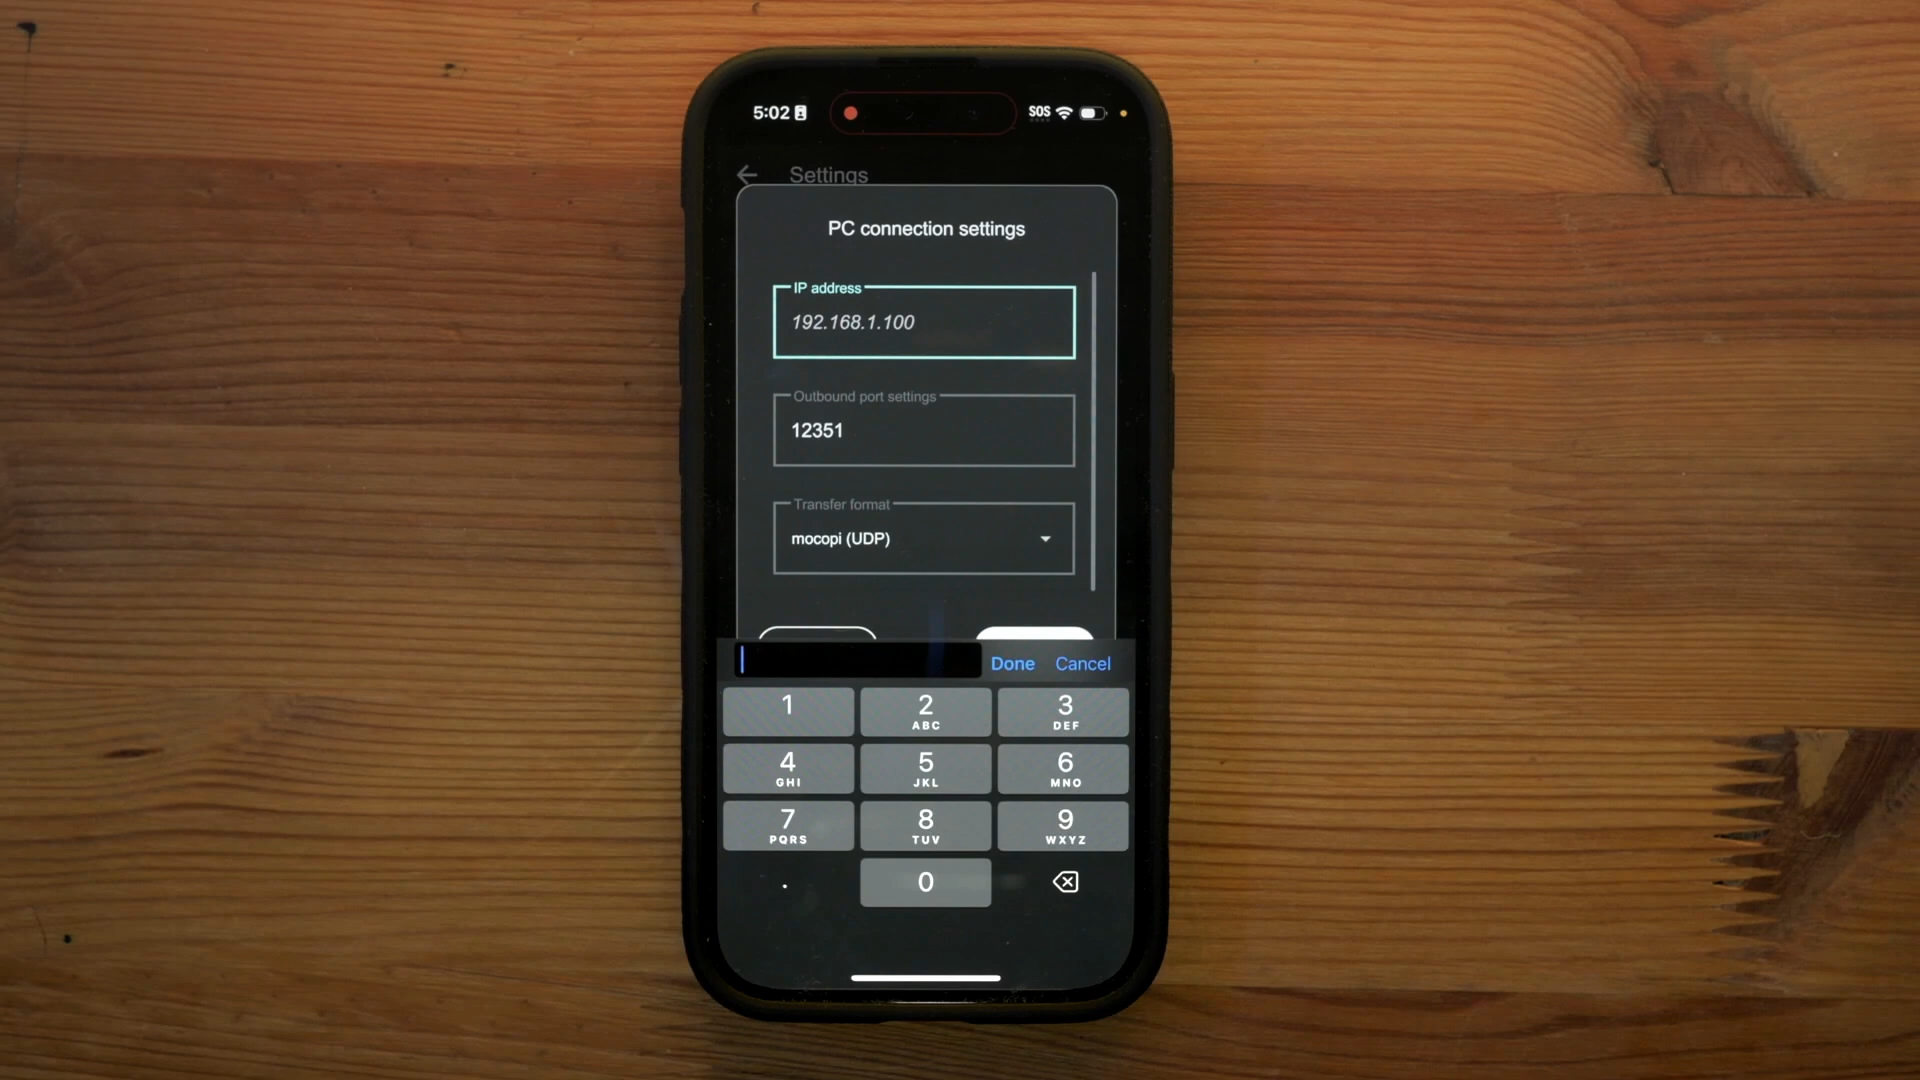 5:02 SOS
Settings
PC connection settings
IP address
192.168.1.100
Outbound port settings
12351
Transfer format
mocopi (UDP)
Done Cancel
1 2 3
ABC DEF
4 5 6
GHI JKL MNO
7 8 9
PQRS TUV WXYZ
. 0